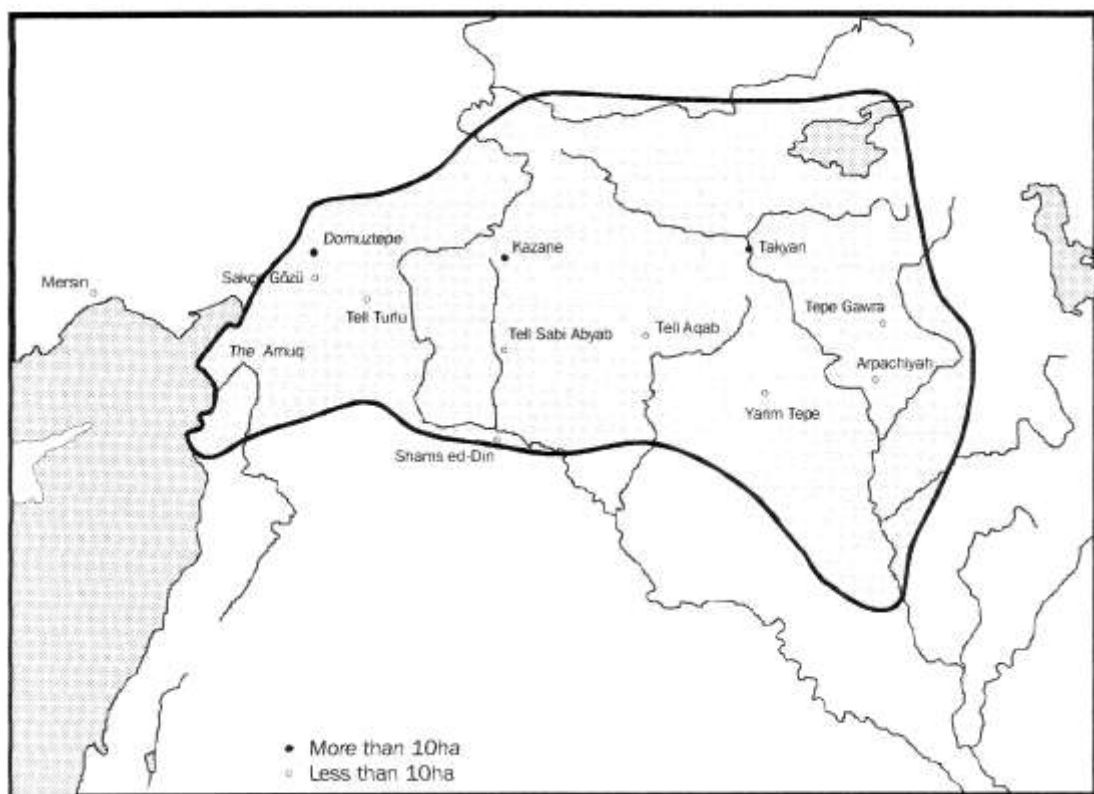 Domuztepe
Kazane
Takyan
Sakçe Gözü
Mersin
Tell Turlu
Tepe Gawra
Tell Sabi Abyab
Tell Aqab
The Amuq
Arpachiyah
Yarim Tepe
Shams ed-Din
More than 10ha
Less than 10ha